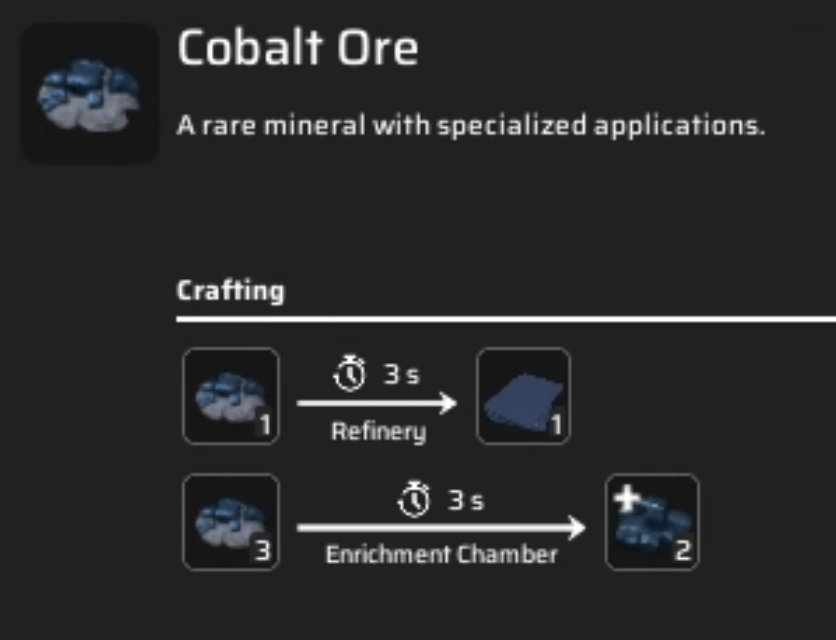 Cobalt Ore
A rare mineral with specialized applications.
Crafting
3 s
1
1
Refinery
3 s
3
2
Enrichment Chamber